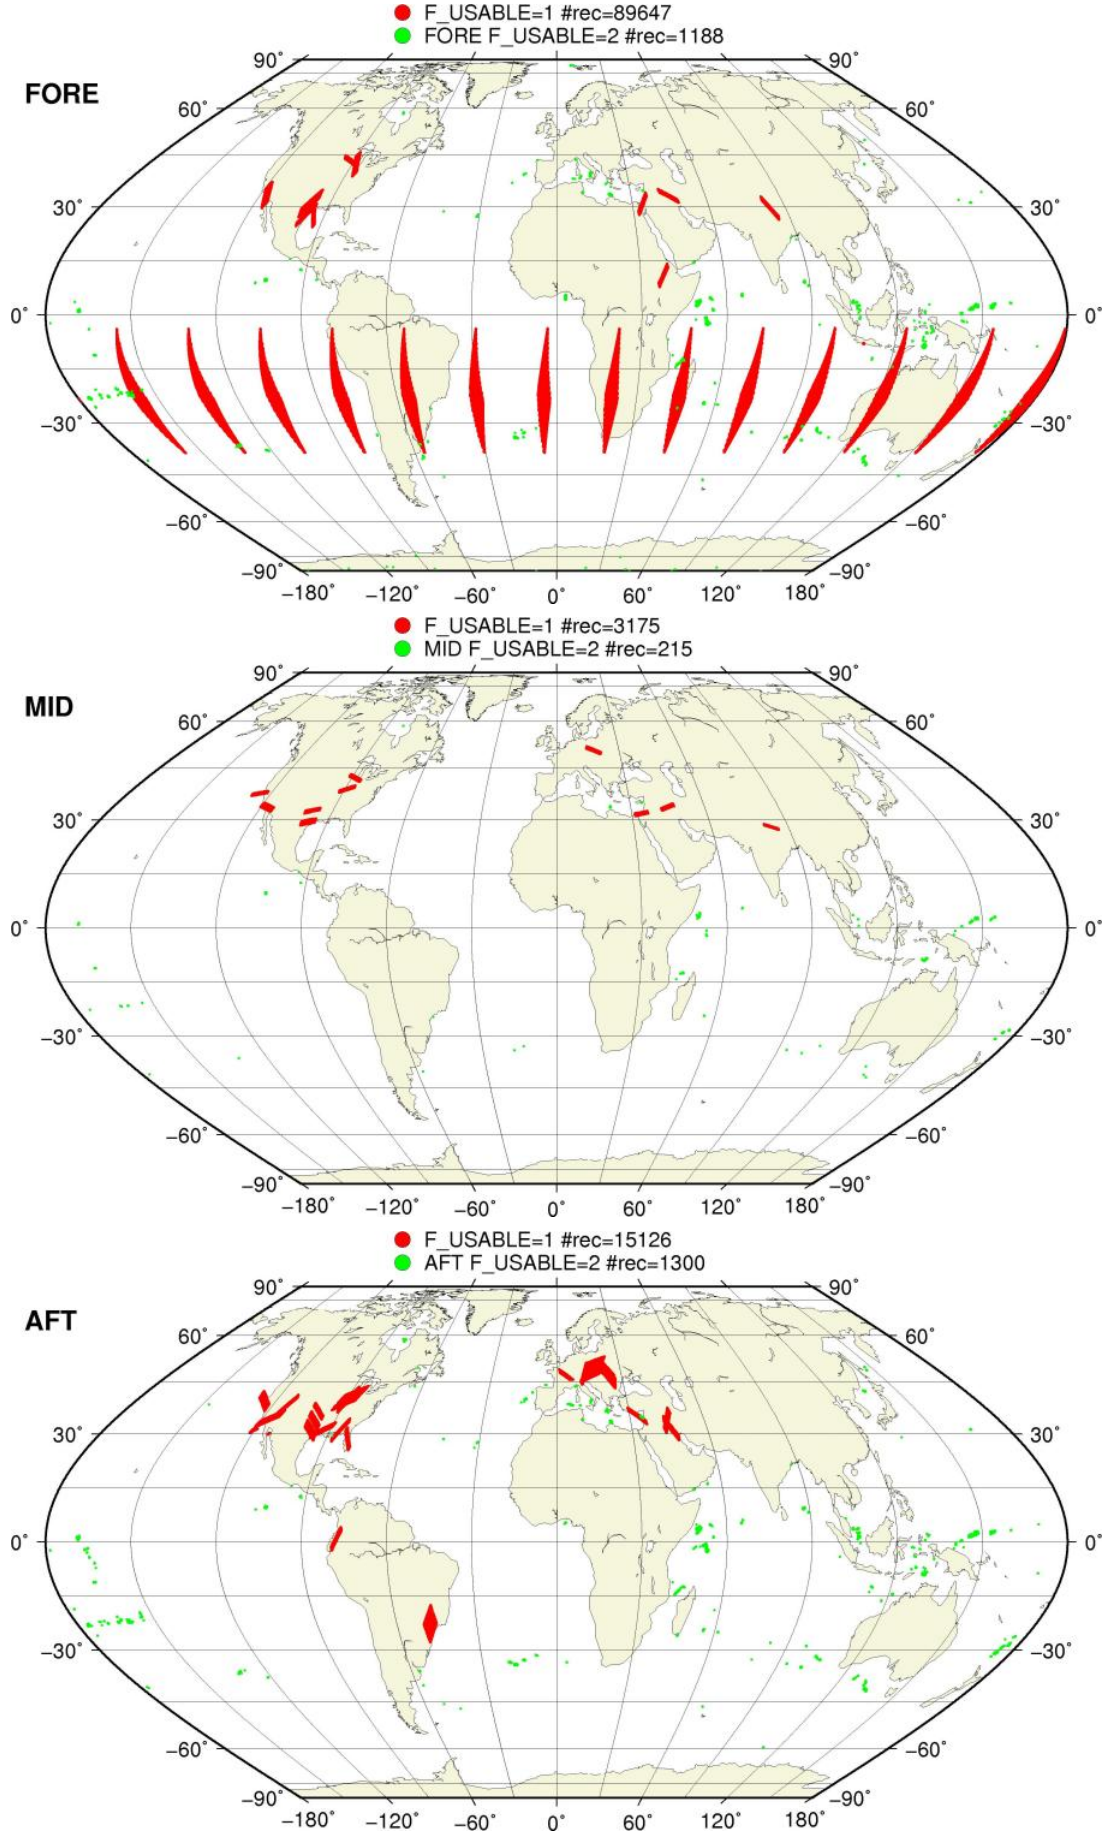 F_USABLE=1 #rec=89647
FORE F_USABLE=2 #rec=1188
FORE
90˚ 90˚
60˚ 60˚
30˚ 30˚
0˚ 0˚
−30˚ −30˚
−60˚ −60˚
−90˚ −90˚
−180˚ −120˚ −60˚ 0˚ 60˚ 120˚ 180˚
F_USABLE=1 #rec=3175
MID F_USABLE=2 #rec=215
MID
90˚ 90˚
60˚ 60˚
30˚ 30˚
0˚ 0˚
−30˚ −30˚
−60˚ −60˚
−90˚ −90˚
−180˚ −120˚ −60˚ 0˚ 60˚ 120˚ 180˚
F_USABLE=1 #rec=15126
AFT F_USABLE=2 #rec=1300
AFT
90˚ 90˚
60˚ 60˚
30˚ 30˚
0˚ 0˚
−30˚ −30˚
−60˚ −60˚
−90˚ −90˚
−180˚ −120˚ −60˚ 0˚ 60˚ 120˚ 180˚